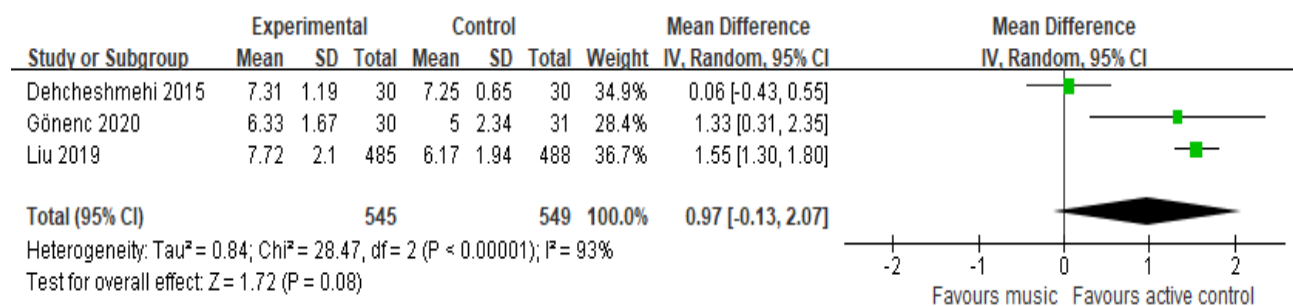 Experimental Control Mean Difference Mean Difference
Study or Subgroup Mean SD Total Mean SD Total Weight IV, Random, 95% CI IV, Random, 95% CI
Dehcheshmehi 2015 7.31 1.19 30 7.25 0.65 30 34.9% 0.06 [-0.43, 0.55]
Gönenc 2020 6.33 1.67 30 5 2.34 31 28.4% 1.33 [0.31, 2.35]
Liu 2019 7.72 2.1 485 6.17 1.94 488 36.7% 1.55 [1.30, 1.80]
Total (95% CI) 545 549 100.0% 0.97 [-0.13, 2.07]
Heterogeneity: Tau² = 0.84; Chi² = 28.47, df = 2 (P < 0.00001); I² = 93%
Test for overall effect: Z = 1.72 (P = 0.08)
-2 -1 0 1 2
Favours music Favours active control